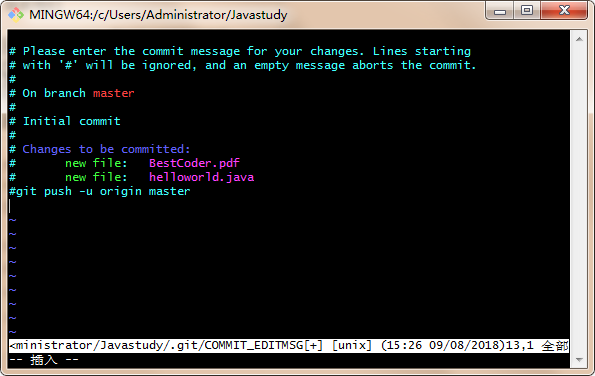 MINGW64:/c/Users/Administrator/Javastudy
# Please enter the commit message for your changes. Lines starting
# with '#' will be ignored, and an empty message aborts the commit.
#
# On branch master
#
# Initial commit
#
# Changes to be committed:
#       new file:   BestCoder.pdf
#       new file:   helloworld.java
#git push -u origin master
~
~
~
~
~
~
~
~
~
<ministrator/Javastudy/.git/COMMIT_EDITMSG[+] [unix] (15:26 09/08/2018)13,1 全部
-- 插入 --